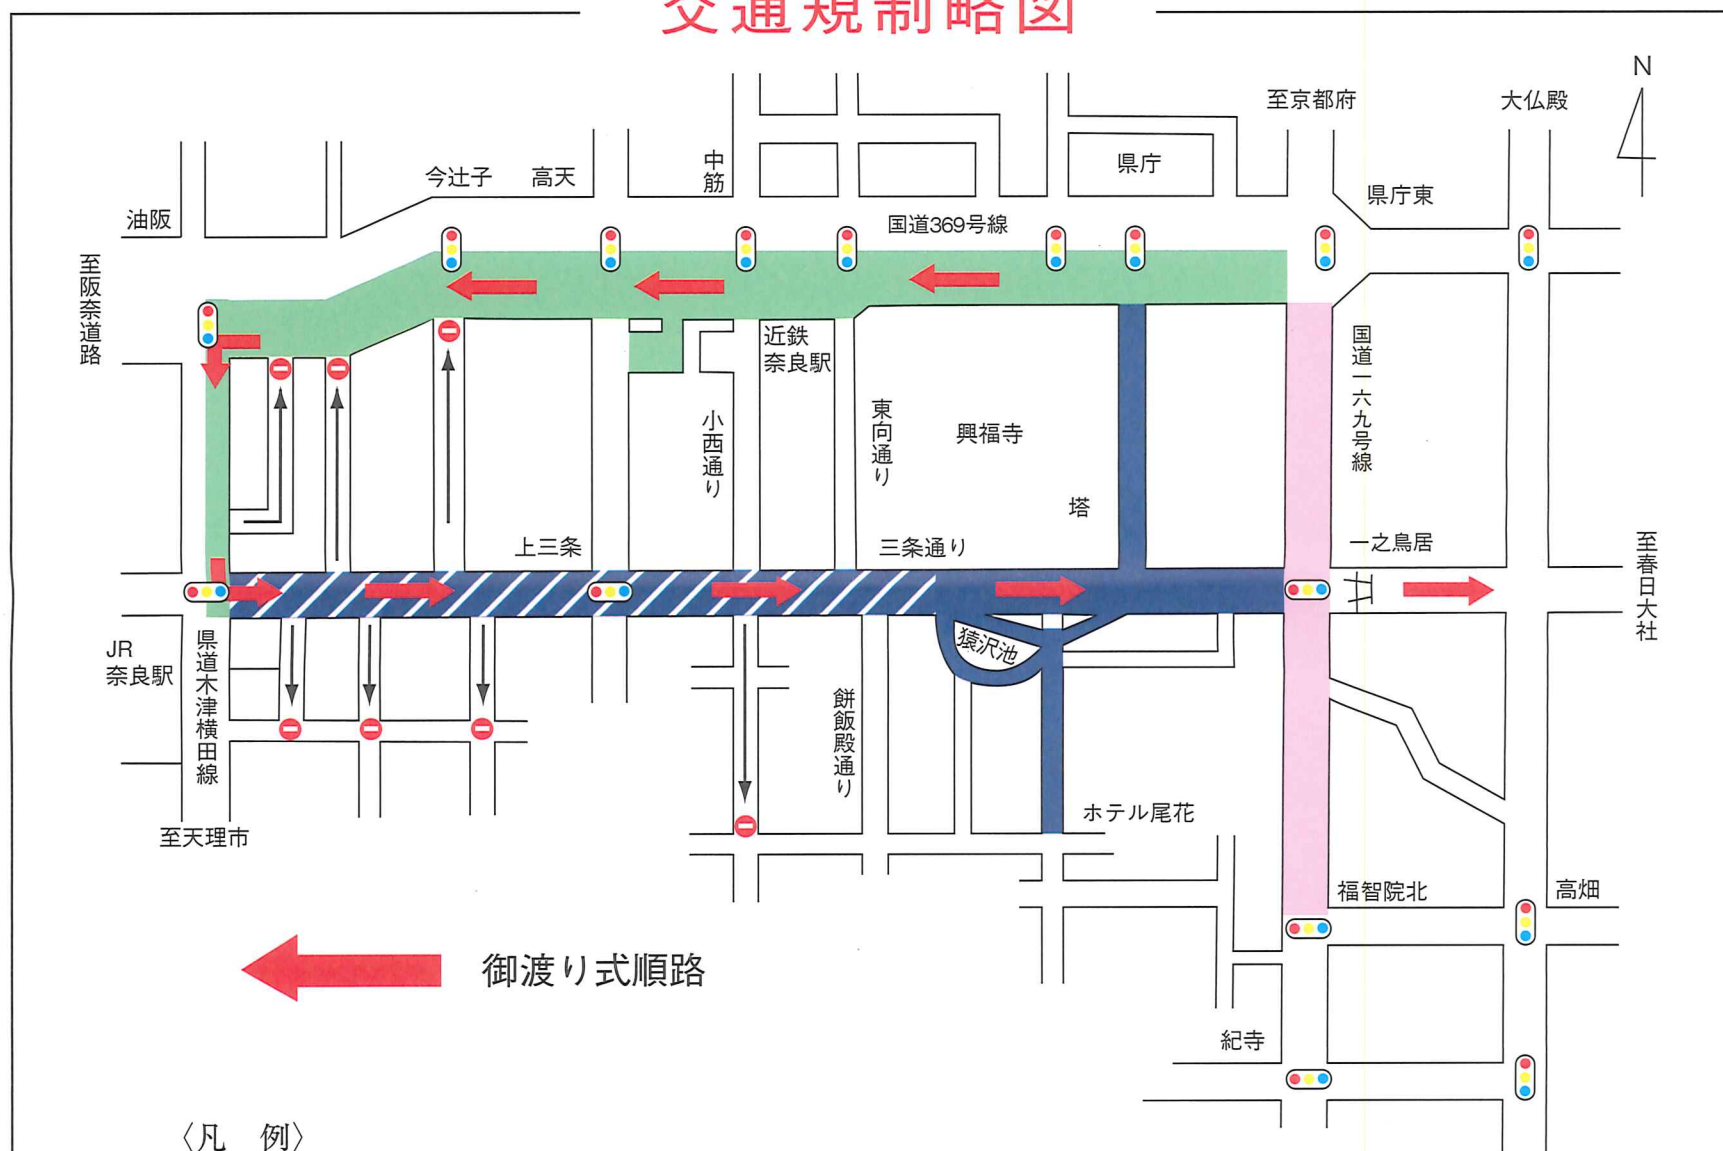 交通規制略図
N
至京都府
大仏殿
県庁
中筋
今辻子
高天
県庁東
油阪
国道369号線
至阪奈道路
近鉄
奈良駅
国道一六九号線
小西通り
東向通り
興福寺
塔
上三条
三条通り
一之鳥居
至春日大社
JR
奈良駅
県道木津横田線
猿沢池
餅飯殿通り
ホテル尾花
至天理市
福智院北
高畑
御渡り式順路
紀寺
〈凡　例〉